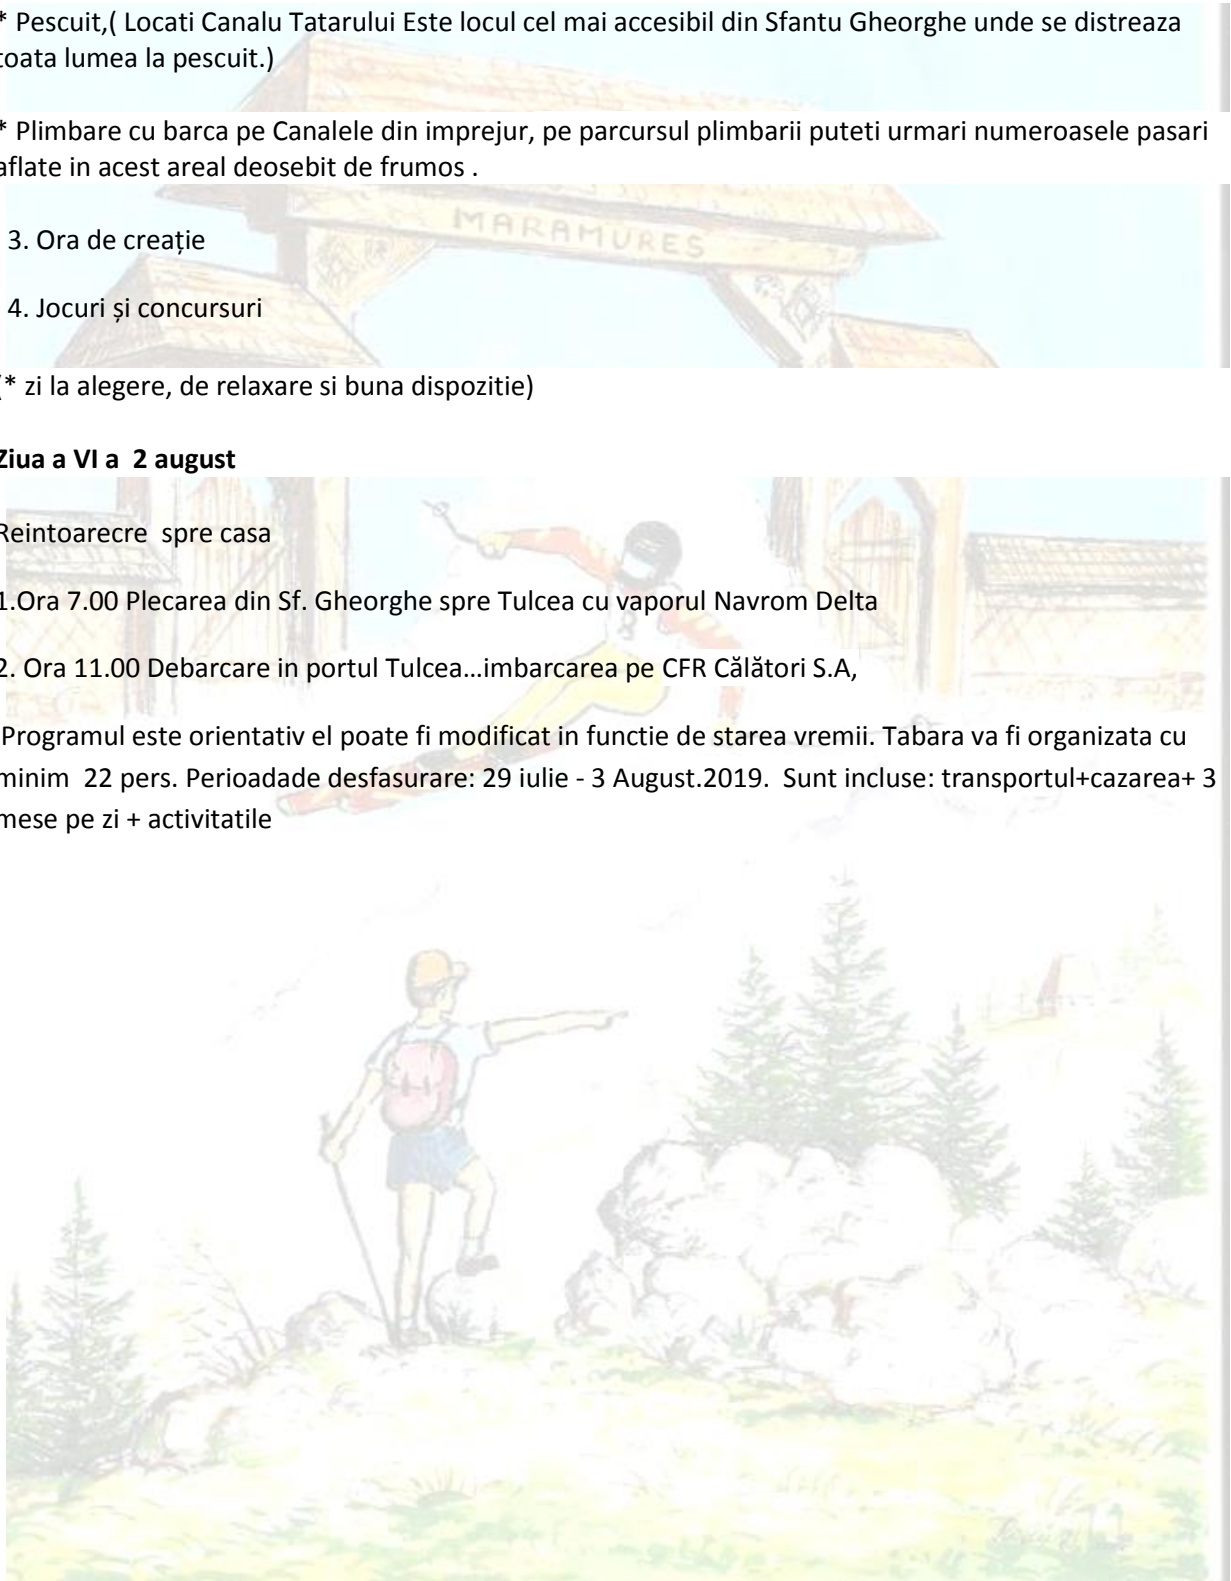 * Pescuit,( Locati Canalu Tatarului Este locul cel mai accesibil din Sfantu Gheorghe unde se distreaza
toata lumea la pescuit.)
* Plimbare cu barca pe Canalele din imprejur, pe parcursul plimbarii puteti urmari numeroasele pasari
aflate in acest areal deosebit de frumos .
MARAMURES
3. Ora de creație
4. Jocuri și concursuri
(* zi la alegere, de relaxare si buna dispozitie)
Ziua a VI a 2 august
Reintoarecre spre casa
1.Ora 7.00 Plecarea din Sf. Gheorghe spre Tulcea cu vaporul Navrom Delta
8
2. Ora 11.00 Debarcare in portul Tulcea...imbarcarea pe CFR Călători S.A,
Programul este orientativ el poate fi modificat in functie de starea vremii. Tabara va fi organizata cu
minim 22 pers. Perioadade desfasurare: 29 iulie - 3 August.2019. Sunt incluse: transportul+cazarea+ 3
mese pe zi + activitatile